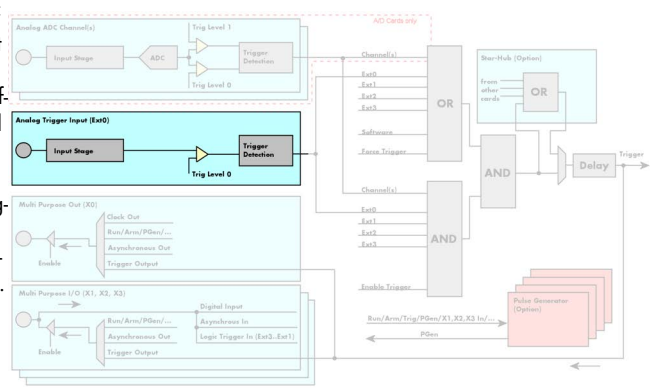 A/D Cards only
Analog ADC Channel(s)
Trig Level 1
Input Stage
ADC
Trigger
Detection
Trig Level 0
Channel(s)
Ext0
Ext1
Ext2
Ext3
Software
Force Trigger
OR
Star-Hub (Option)
from
other
cards
OR
Analog Trigger Input (Ext0)
Input Stage
Trigger
Detection
Trig Level 0
AND
Delay
Trigger
Channel(s)
Ext0
Ext1
Ext2
Ext3
Enable Trigger
AND
Multi Purpose Out (X0)
Clock Out
Run/Arm/PGen/...
Asynchronous Out
Trigger Output
Enable
Multi Purpose I/O (X1, X2, X3)
Digital Input
Run/Arm/PGen/...
Asynchronous In
Asynchronous Out
Logic Trigger In (Ext3..Ext1)
Trigger Output
Enable
Run/Arm/Trig/PGen/X1,X2,X3 In/...
PGen
Pulse Generator
(Option)